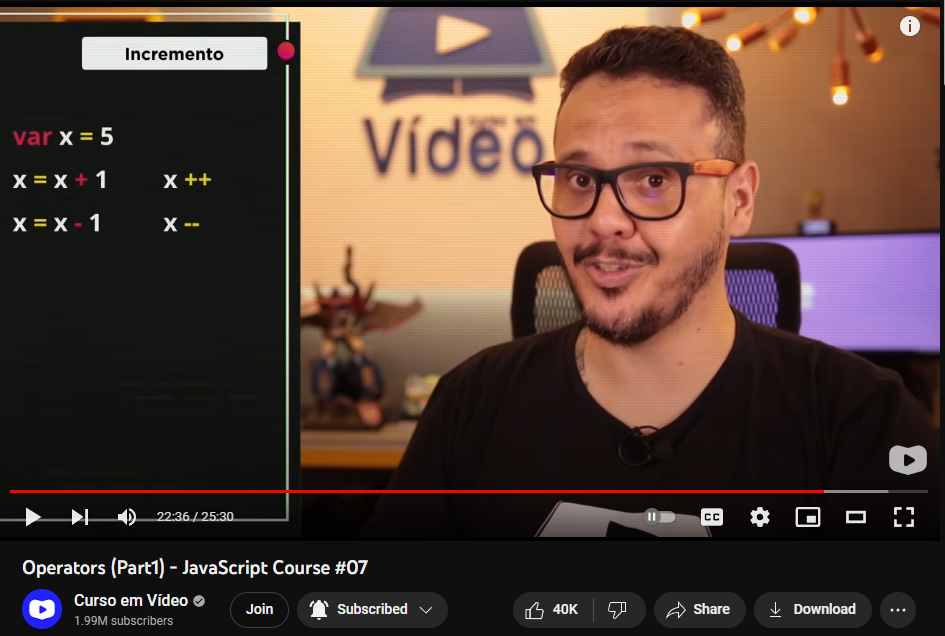 Incremento
var x = 5
x = x + 1 x ++
x = x - 1 x --
Vídeo
22:36 / 25:30
CC
Operators (Part1) - JavaScript Course #07
Curso em Vídeo
1.99M subscribers
Join
Subscribed
40K
Share
Download